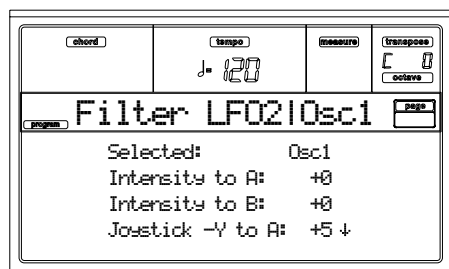 chord tempo measure transpose
♩= 120 C 0
octave
program Filter LFO2|Osc1 page
Selected: Osc1
Intensity to A: +0
Intensity to B: +0
Joystick -Y to A: +5 ↓